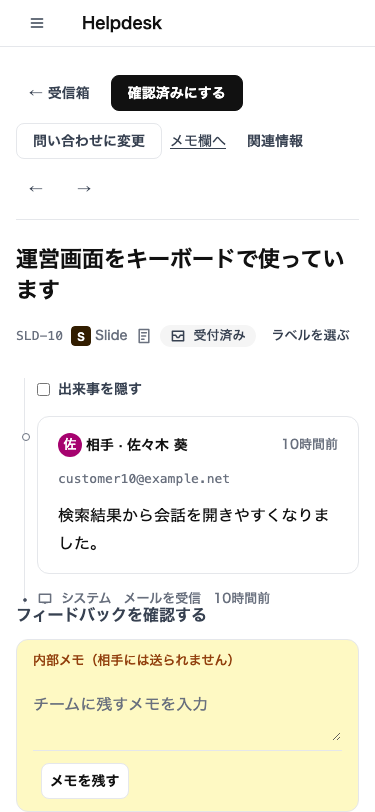 Helpdesk
← 受信箱
確認済みにする
問い合わせに変更
メモ欄へ
関連情報
← →
運営画面をキーボードで使ってい
ます
SLD-10 S Slide 受付済み ラベルを選ぶ
出来事を隠す
佐 相手 · 佐々木 葵 10時間前
customer10@example.net
検索結果から会話を開きやすくなりま
した。
システム メールを受信 10時間前
フィードバックを確認する
内部メモ（相手には送られません）
チームに残すメモを入力
メモを残す